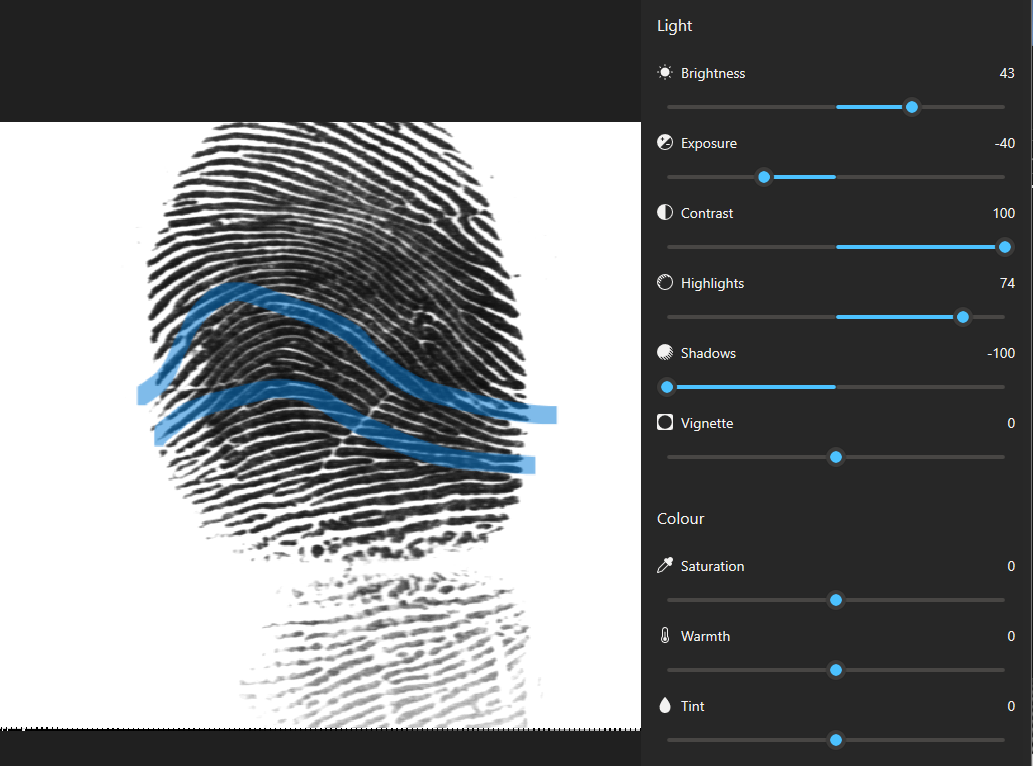 Light
Brightness 43
Exposure -40
Contrast 100
Highlights 74
Shadows -100
Vignette 0
Colour
Saturation 0
Warmth 0
Tint 0